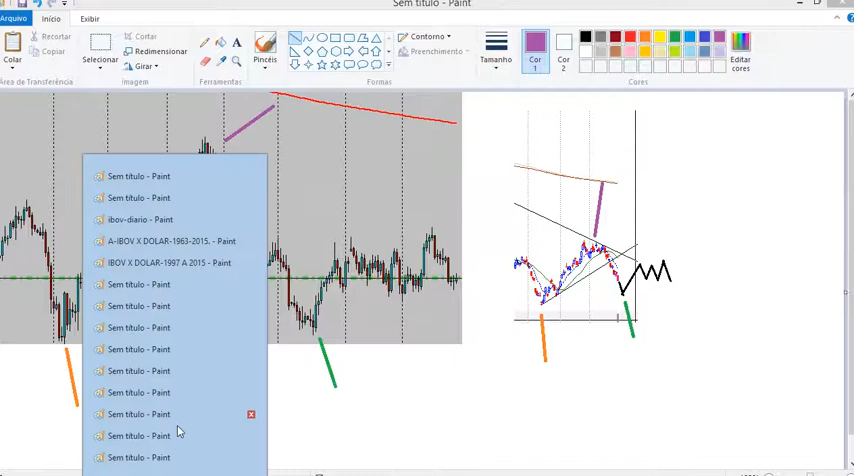 Sem título - Paint
Arquivo
Início
Exibir
Colar
Recortar
Copiar
Área de Transferência
Selecionar
Cortar
Redimensionar
Girar
Imagem
A
Ferramentas
Pincéis
Contorno
Preenchimento
Formas
Tamanho
Cor
1
Cor
2
Editar
cores
Cores
Sem título - Paint
Sem título - Paint
ibov-diario - Paint
A-IBOV X DOLAR-1963-2015. - Paint
IBOV X DOLAR-1997 A 2015 - Paint
Sem título - Paint
Sem título - Paint
Sem título - Paint
Sem título - Paint
Sem título - Paint
Sem título - Paint
Sem título - Paint
Sem título - Paint
Sem título - Paint